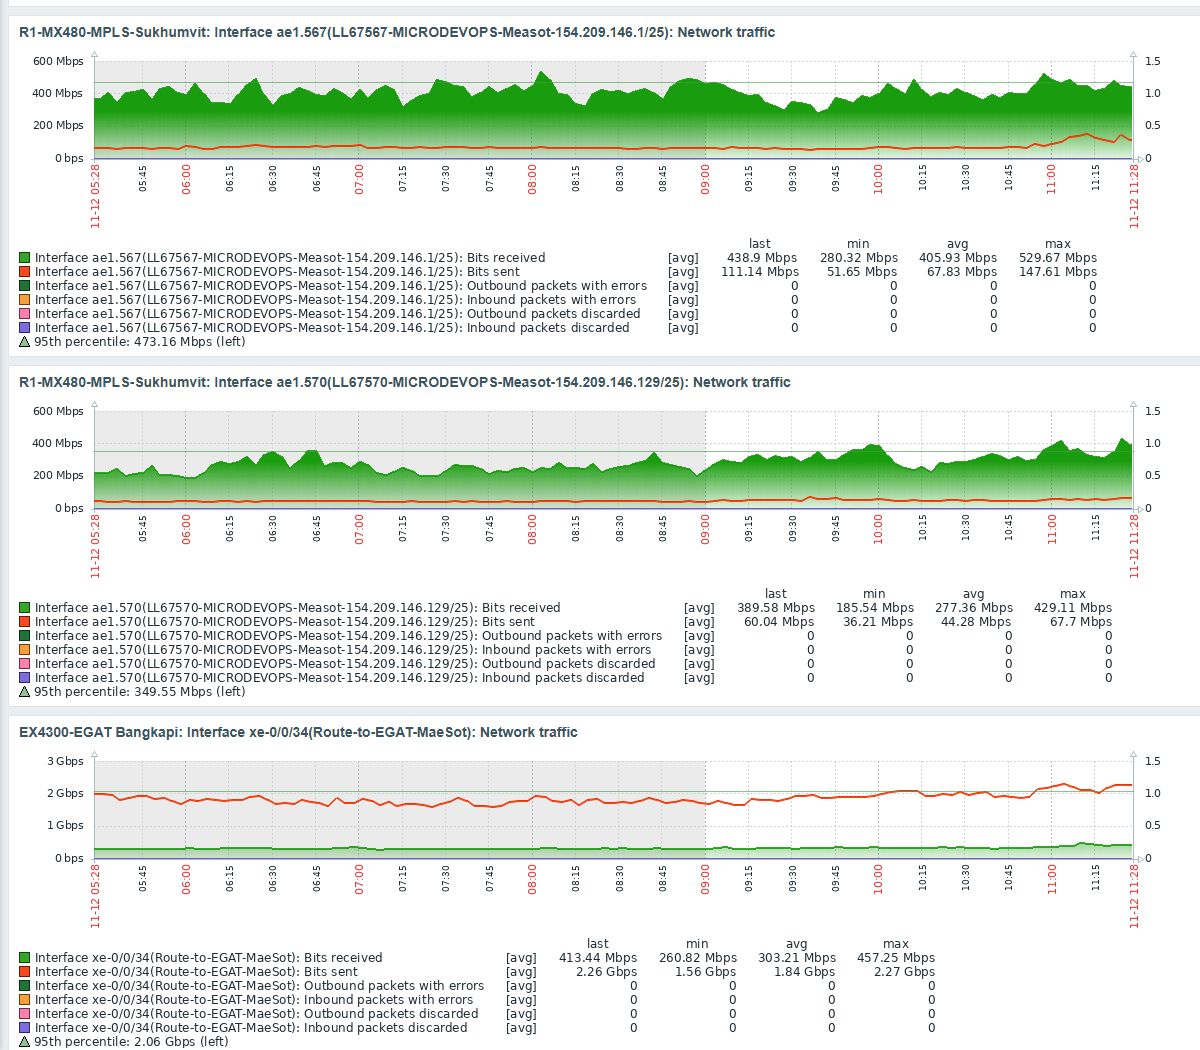 R1-MX480-MPLS-Sukhumvit: Interface ae1.567(LL67567-MICRODEVOPS-Measot-154.209.146.1/25): Network traffic
600 Mbps 1.5
400 Mbps 1.0
200 Mbps 0.5
0 bps 0
11-12 05:28 05:45 06:00 06:15 06:30 06:45 07:00 07:15 07:30 07:45 08:00 08:15 08:30 08:45 09:00 09:15 09:30 09:45 10:00 10:15 10:30 10:45 11:00 11:15 11-12 11:28
last min avg max
Interface ae1.567(LL67567-MICRODEVOPS-Measot-154.209.146.1/25): Bits received [avg] 438.9 Mbps 280.32 Mbps 405.93 Mbps 529.67 Mbps
Interface ae1.567(LL67567-MICRODEVOPS-Measot-154.209.146.1/25): Bits sent [avg] 111.14 Mbps 51.65 Mbps 67.83 Mbps 147.61 Mbps
Interface ae1.567(LL67567-MICRODEVOPS-Measot-154.209.146.1/25): Outbound packets with errors [avg] 0 0 0 0
Interface ae1.567(LL67567-MICRODEVOPS-Measot-154.209.146.1/25): Inbound packets with errors [avg] 0 0 0 0
Interface ae1.567(LL67567-MICRODEVOPS-Measot-154.209.146.1/25): Outbound packets discarded [avg] 0 0 0 0
Interface ae1.567(LL67567-MICRODEVOPS-Measot-154.209.146.1/25): Inbound packets discarded [avg] 0 0 0 0
95th percentile: 473.16 Mbps (left)
R1-MX480-MPLS-Sukhumvit: Interface ae1.570(LL67570-MICRODEVOPS-Measot-154.209.146.129/25): Network traffic
600 Mbps 1.5
400 Mbps 1.0
200 Mbps 0.5
0 bps 0
11-12 05:28 05:45 06:00 06:15 06:30 06:45 07:00 07:15 07:30 07:45 08:00 08:15 08:30 08:45 09:00 09:15 09:30 09:45 10:00 10:15 10:30 10:45 11:00 11:15 11-12 11:28
last min avg max
Interface ae1.570(LL67570-MICRODEVOPS-Measot-154.209.146.129/25): Bits received [avg] 389.58 Mbps 185.54 Mbps 277.36 Mbps 429.11 Mbps
Interface ae1.570(LL67570-MICRODEVOPS-Measot-154.209.146.129/25): Bits sent [avg] 60.04 Mbps 36.21 Mbps 44.28 Mbps 67.7 Mbps
Interface ae1.570(LL67570-MICRODEVOPS-Measot-154.209.146.129/25): Outbound packets with errors [avg] 0 0 0 0
Interface ae1.570(LL67570-MICRODEVOPS-Measot-154.209.146.129/25): Inbound packets with errors [avg] 0 0 0 0
Interface ae1.570(LL67570-MICRODEVOPS-Measot-154.209.146.129/25): Outbound packets discarded [avg] 0 0 0 0
Interface ae1.570(LL67570-MICRODEVOPS-Measot-154.209.146.129/25): Inbound packets discarded [avg] 0 0 0 0
95th percentile: 349.55 Mbps (left)
EX4300-EGAT Bangkapi: Interface xe-0/0/34(Route-to-EGAT-MaeSot): Network traffic
3 Gbps 1.5
2 Gbps 1.0
1 Gbps 0.5
0 bps 0
11-12 05:28 05:45 06:00 06:15 06:30 06:45 07:00 07:15 07:30 07:45 08:00 08:15 08:30 08:45 09:00 09:15 09:30 09:45 10:00 10:15 10:30 10:45 11:00 11:15 11-12 11:28
last min avg max
Interface xe-0/0/34(Route-to-EGAT-MaeSot): Bits received [avg] 413.44 Mbps 260.82 Mbps 303.21 Mbps 457.25 Mbps
Interface xe-0/0/34(Route-to-EGAT-MaeSot): Bits sent [avg] 2.26 Gbps 1.56 Gbps 1.84 Gbps 2.27 Gbps
Interface xe-0/0/34(Route-to-EGAT-MaeSot): Outbound packets with errors [avg] 0 0 0 0
Interface xe-0/0/34(Route-to-EGAT-MaeSot): Inbound packets with errors [avg] 0 0 0 0
Interface xe-0/0/34(Route-to-EGAT-MaeSot): Outbound packets discarded [avg] 0 0 0 0
Interface xe-0/0/34(Route-to-EGAT-MaeSot): Inbound packets discarded [avg] 0 0 0 0
95th percentile: 2.06 Gbps (left)